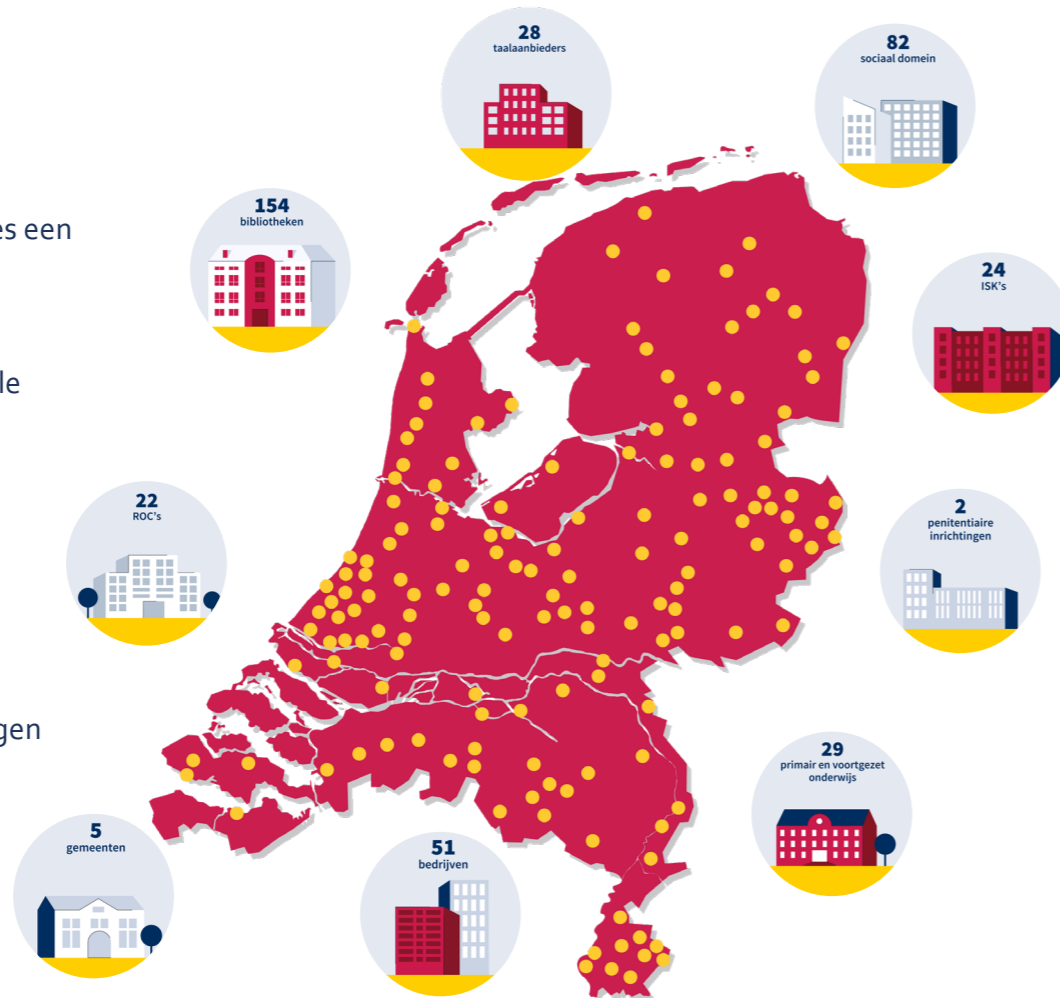 es een
le
gen
28
taalaanbieders
82
sociaal domein
154
bibliotheken
24
ISK's
22
ROC's
2
penitentiaire
inrichtingen
29
primair en voortgezet
onderwijs
5
gemeenten
51
bedrijven